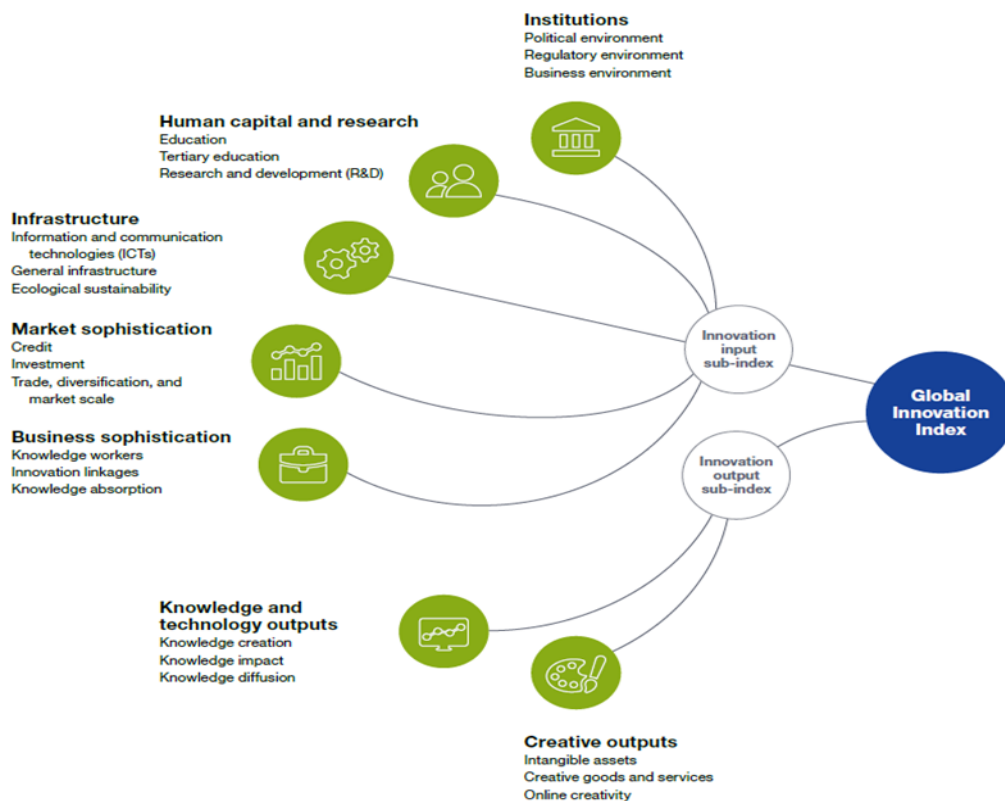 Institutions
Political environment
Regulatory environment
Business environment
Human capital and research
Education
Tertiary education
Research and development (R&D)
Infrastructure
Information and communication
technologies (ICTs)
General infrastructure
Ecological sustainability
Market sophistication
Credit
Investment
Trade, diversification, and
market scale
Business sophistication
Knowledge workers
Innovation linkages
Knowledge absorption
Innovation
input
sub-index
Global
Innovation
Index
Innovation
output
sub-index
Knowledge and
technology outputs
Knowledge creation
Knowledge impact
Knowledge diffusion
Creative outputs
Intangible assets
Creative goods and services
Online creativity